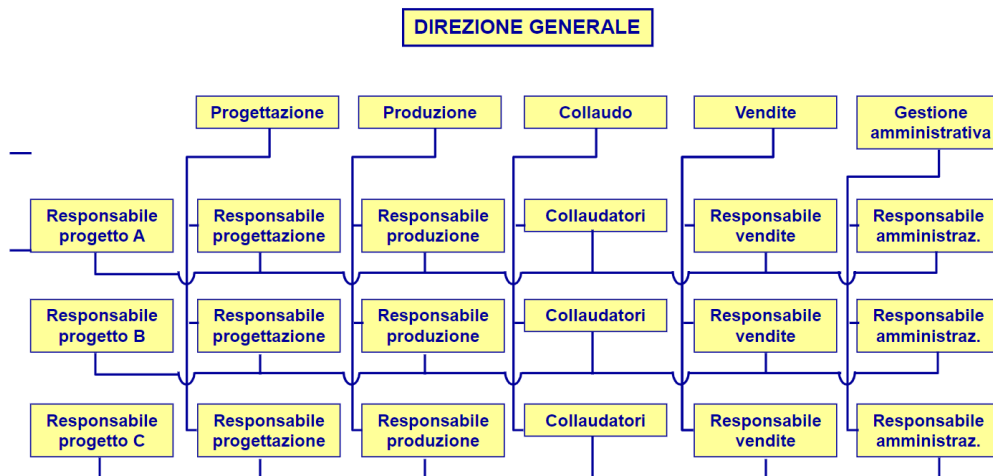 DIREZIONE GENERALE
Progettazione
Produzione
Collaudo
Vendite
Gestione
amministrativa
Responsabile
progetto A
Responsabile
progettazione
Responsabile
produzione
Collaudatori
Responsabile
vendite
Responsabile
amministraz.
Responsabile
progetto B
Responsabile
progettazione
Responsabile
produzione
Collaudatori
Responsabile
vendite
Responsabile
amministraz.
Responsabile
progetto C
Responsabile
progettazione
Responsabile
produzione
Collaudatori
Responsabile
vendite
Responsabile
amministraz.